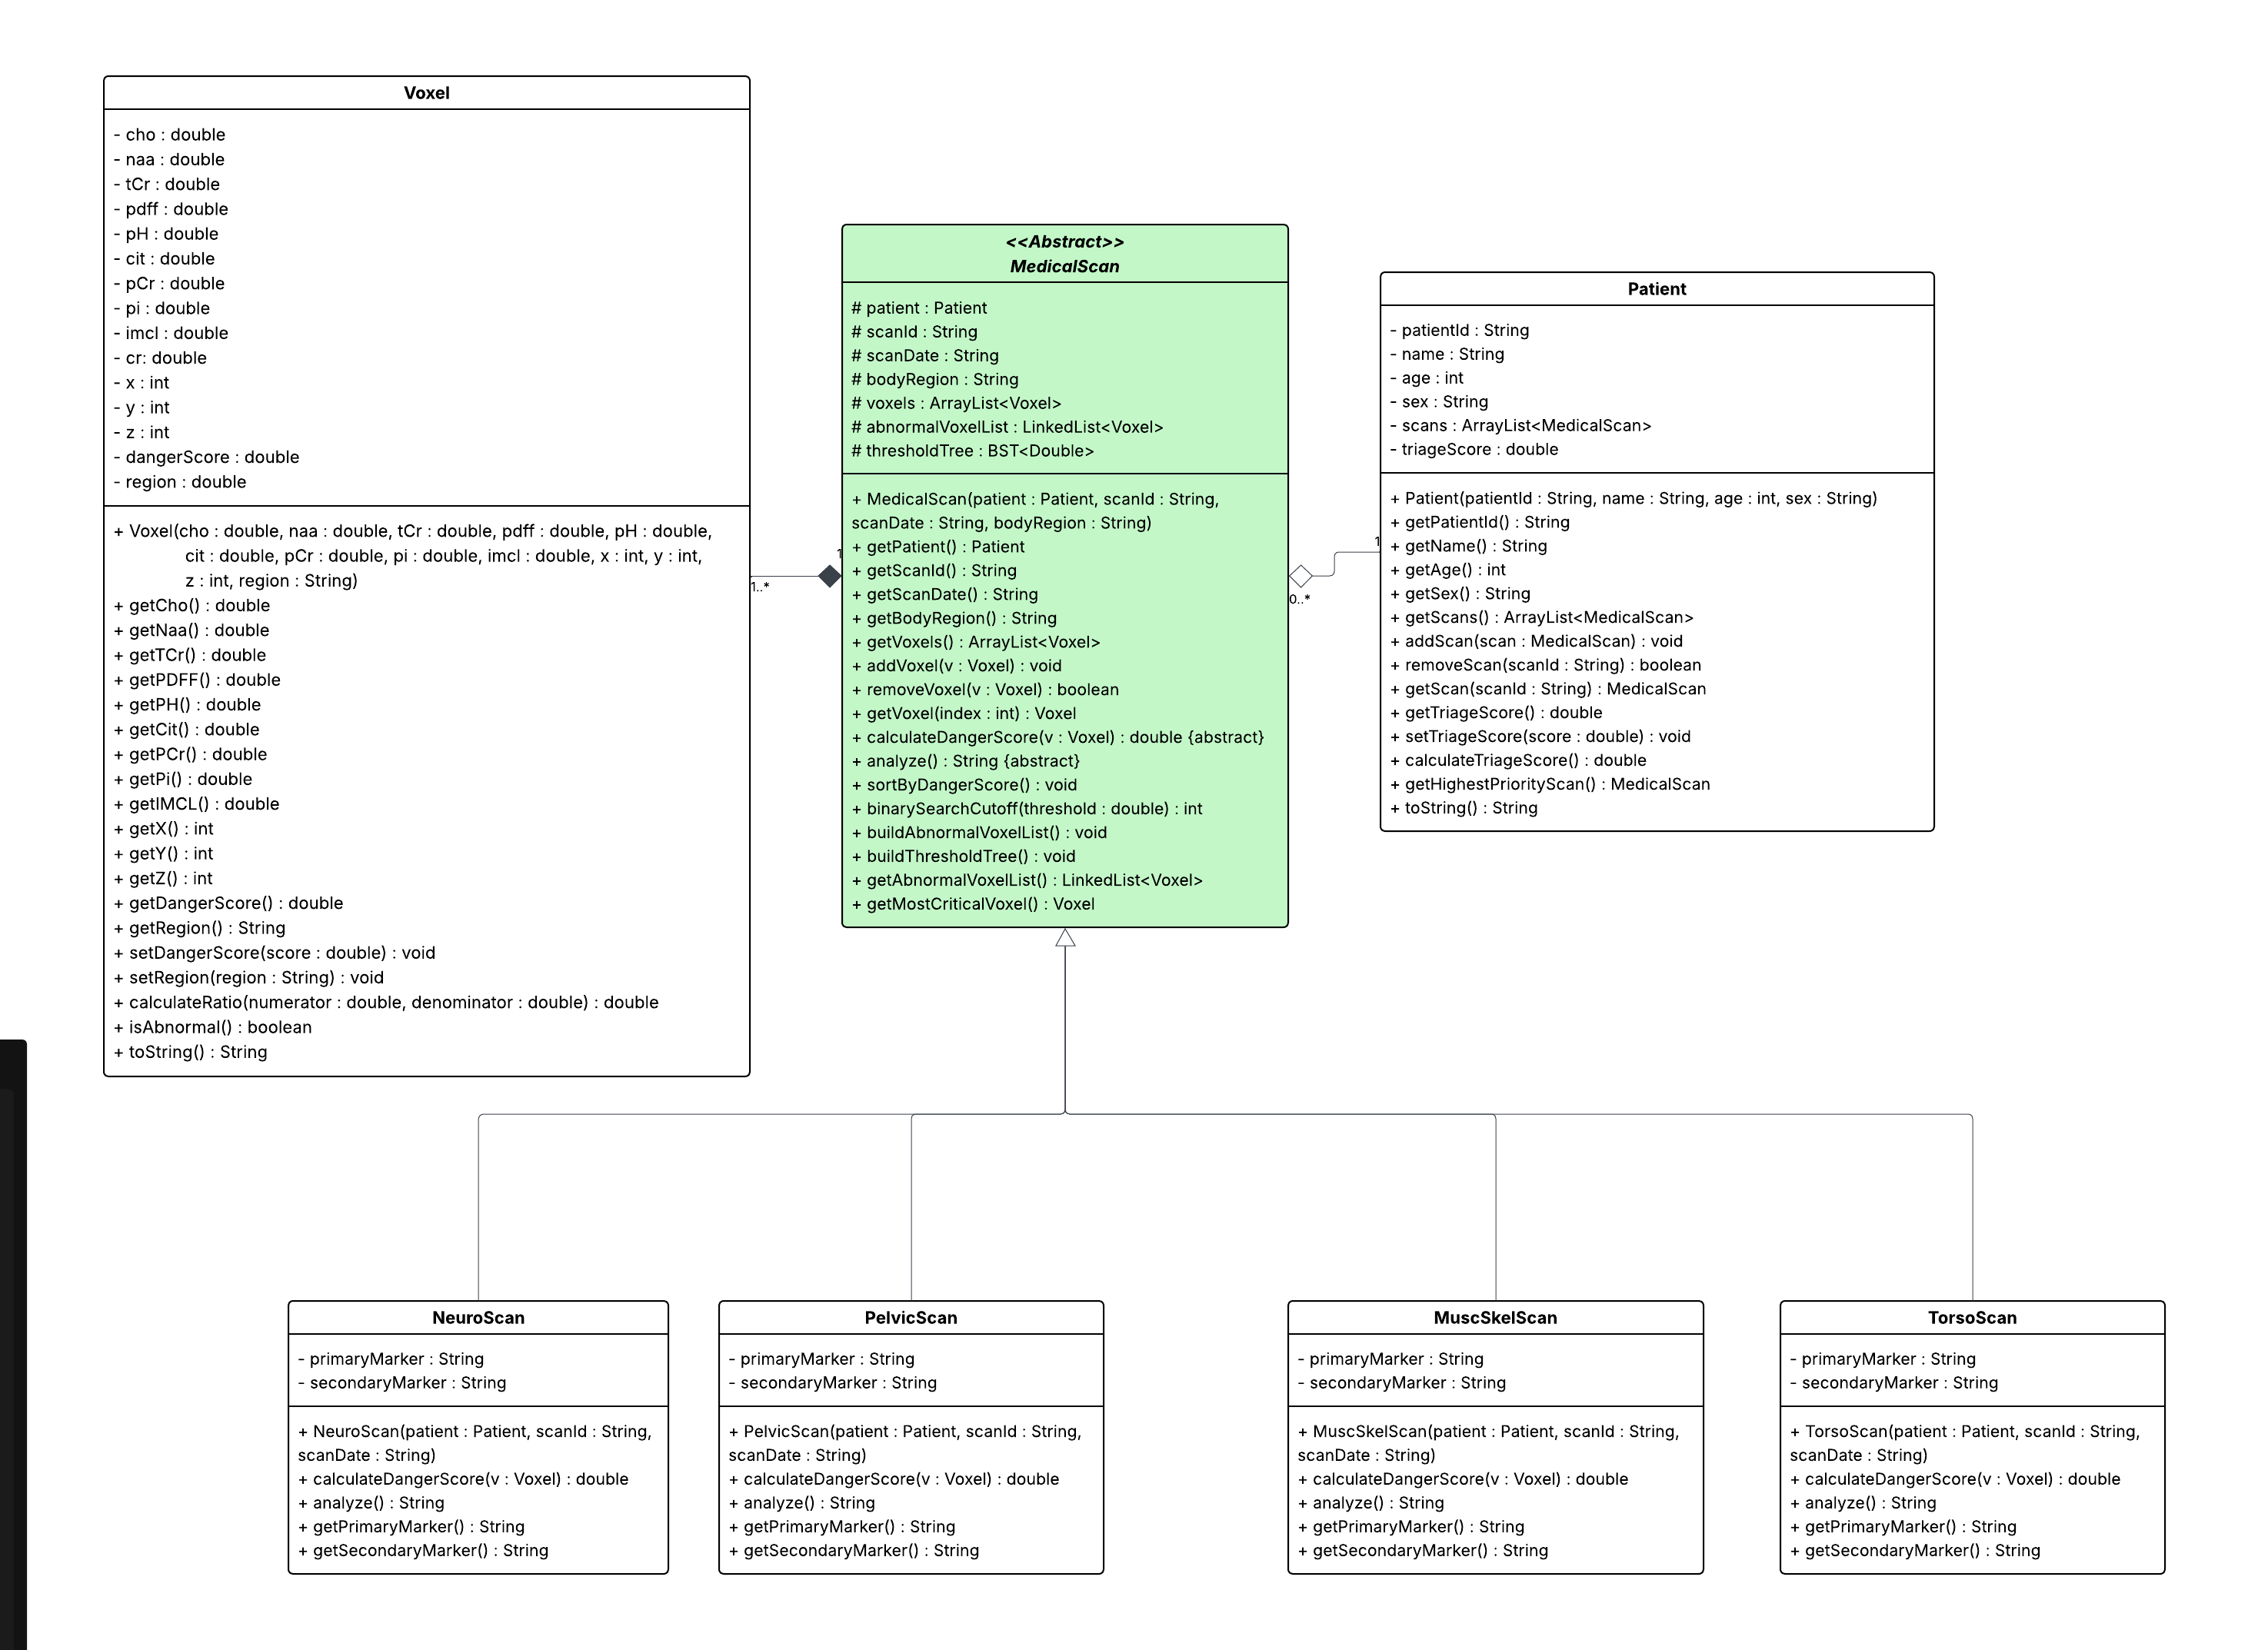 Voxel
- cho : double
- naa : double
- tCr : double
- pdff : double
- pH : double
- cit : double
- pCr : double
- pi : double
- imcl : double
- cr: double
- x : int
- y : int
- z : int
- dangerScore : double
- region : double
+ Voxel(cho : double, naa : double, tCr : double, pdff : double, pH : double,
cit : double, pCr : double, pi : double, imcl : double, x : int, y : int,
z : int, region : String)
+ getCho() : double
+ getNaa() : double
+ getTCr() : double
+ getPDFF() : double
+ getPH() : double
+ getCit() : double
+ getPCr() : double
+ getPi() : double
+ getIMCL() : double
+ getX() : int
+ getY() : int
+ getZ() : int
+ getDangerScore() : double
+ getRegion() : String
+ setDangerScore(score : double) : void
+ setRegion(region : String) : void
+ calculateRatio(numerator : double, denominator : double) : double
+ isAbnormal() : boolean
+ toString() : String
1..*
1
<<Abstract>>
MedicalScan
# patient : Patient
# scanId : String
# scanDate : String
# bodyRegion : String
# voxels : ArrayList<Voxel>
# abnormalVoxelList : LinkedList<Voxel>
# thresholdTree : BST<Double>
+ MedicalScan(patient : Patient, scanId : String,
scanDate : String, bodyRegion : String)
+ getPatient() : Patient
+ getScanId() : String
+ getScanDate() : String
+ getBodyRegion() : String
+ getVoxels() : ArrayList<Voxel>
+ addVoxel(v : Voxel) : void
+ removeVoxel(v : Voxel) : boolean
+ getVoxel(index : int) : Voxel
+ calculateDangerScore(v : Voxel) : double {abstract}
+ analyze() : String {abstract}
+ sortByDangerScore() : void
+ binarySearchCutoff(threshold : double) : int
+ buildAbnormalVoxelList() : void
+ buildThresholdTree() : void
+ getAbnormalVoxelList() : LinkedList<Voxel>
+ getMostCriticalVoxel() : Voxel
0..*
1
Patient
- patientId : String
- name : String
- age : int
- sex : String
- scans : ArrayList<MedicalScan>
- triageScore : double
+ Patient(patientId : String, name : String, age : int, sex : String)
+ getPatientId() : String
+ getName() : String
+ getAge() : int
+ getSex() : String
+ getScans() : ArrayList<MedicalScan>
+ addScan(scan : MedicalScan) : void
+ removeScan(scanId : String) : boolean
+ getScan(scanId : String) : MedicalScan
+ getTriageScore() : double
+ setTriageScore(score : double) : void
+ calculateTriageScore() : double
+ getHighestPriorityScan() : MedicalScan
+ toString() : String
NeuroScan
- primaryMarker : String
- secondaryMarker : String
+ NeuroScan(patient : Patient, scanId : String,
scanDate : String)
+ calculateDangerScore(v : Voxel) : double
+ analyze() : String
+ getPrimaryMarker() : String
+ getSecondaryMarker() : String
PelvicScan
- primaryMarker : String
- secondaryMarker : String
+ PelvicScan(patient : Patient, scanId : String,
scanDate : String)
+ calculateDangerScore(v : Voxel) : double
+ analyze() : String
+ getPrimaryMarker() : String
+ getSecondaryMarker() : String
MuscSkelScan
- primaryMarker : String
- secondaryMarker : String
+ MuscSkelScan(patient : Patient, scanId : String,
scanDate : String)
+ calculateDangerScore(v : Voxel) : double
+ analyze() : String
+ getPrimaryMarker() : String
+ getSecondaryMarker() : String
TorsoScan
- primaryMarker : String
- secondaryMarker : String
+ TorsoScan(patient : Patient, scanId : String,
scanDate : String)
+ calculateDangerScore(v : Voxel) : double
+ analyze() : String
+ getPrimaryMarker() : String
+ getSecondaryMarker() : String